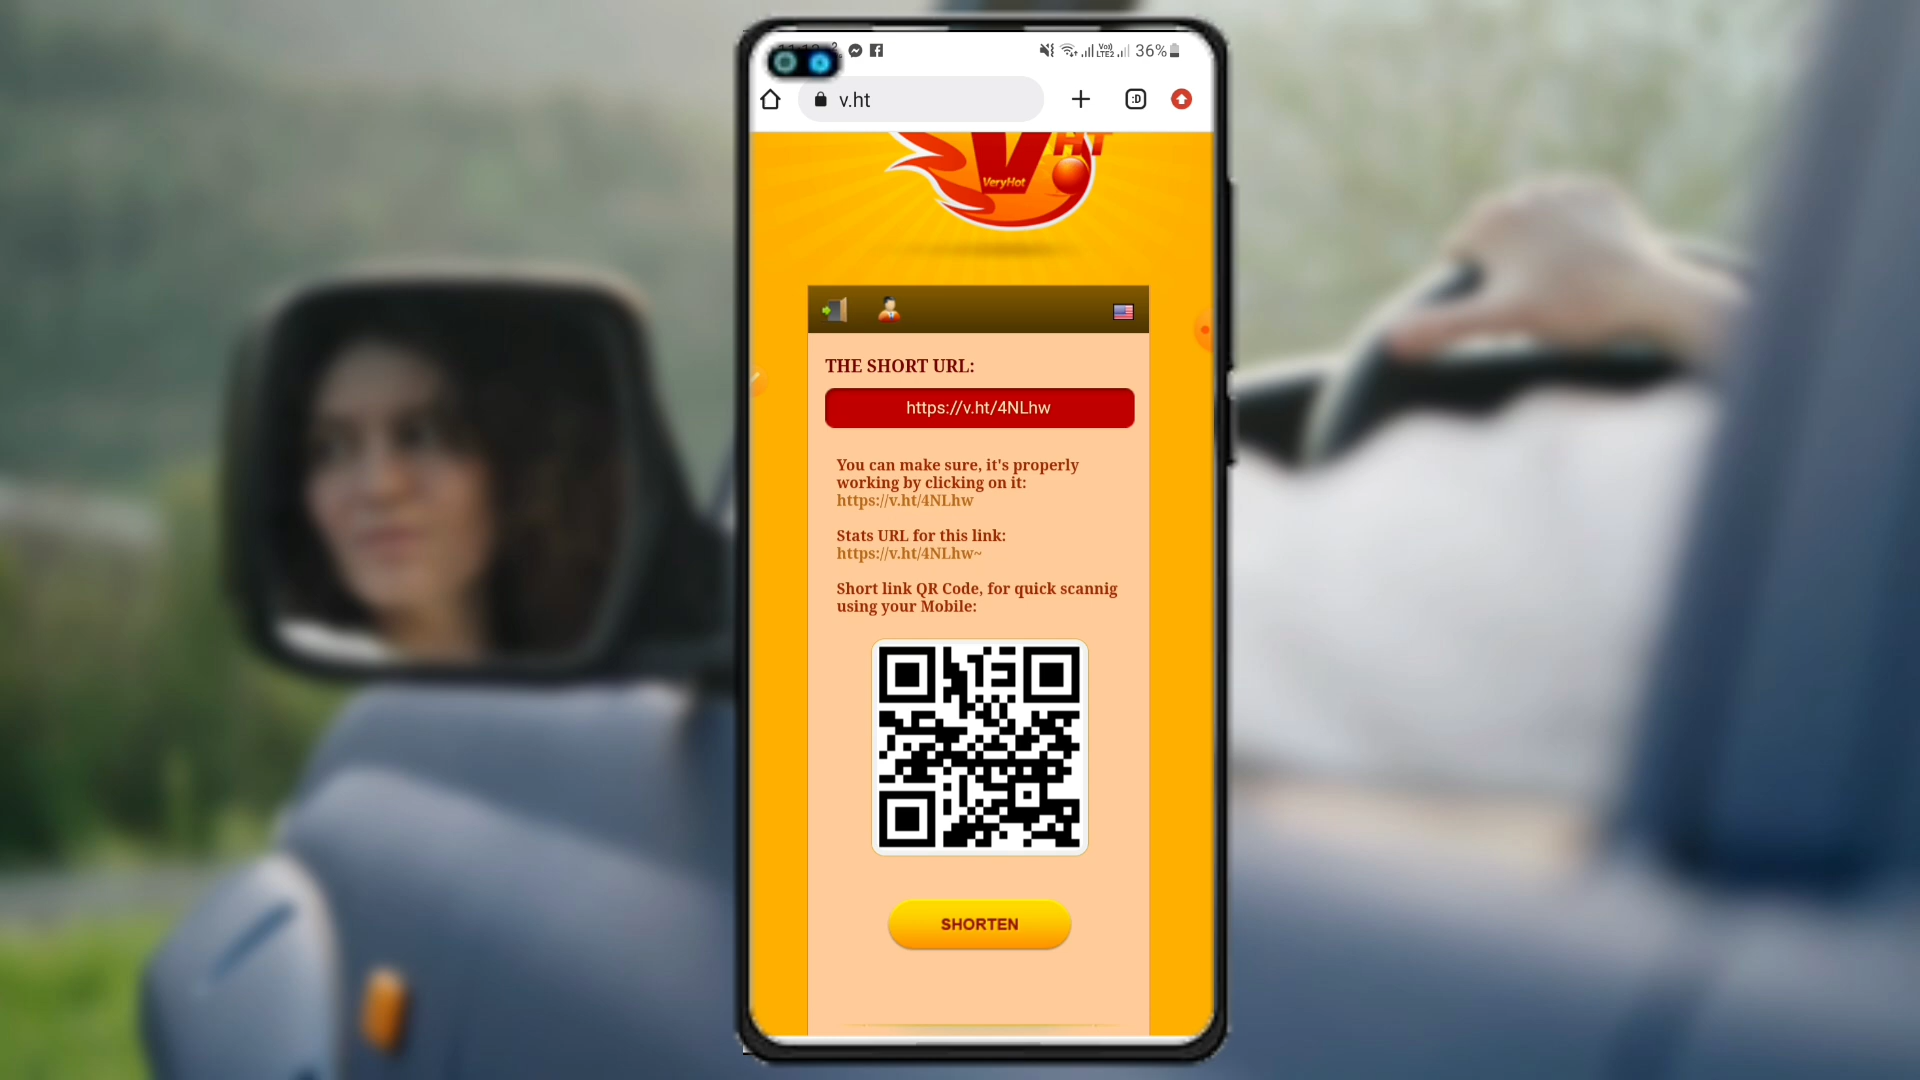 36%
v.ht
:D
V
HT
VeryHot
THE SHORT URL:
https://v.ht/4NLhw
You can make sure, it's properly
working by clicking on it:
https://v.ht/4NLhw
Stats URL for this link:
https://v.ht/4NLhw~
Short link QR Code, for quick scannig
using your Mobile:
SHORTEN